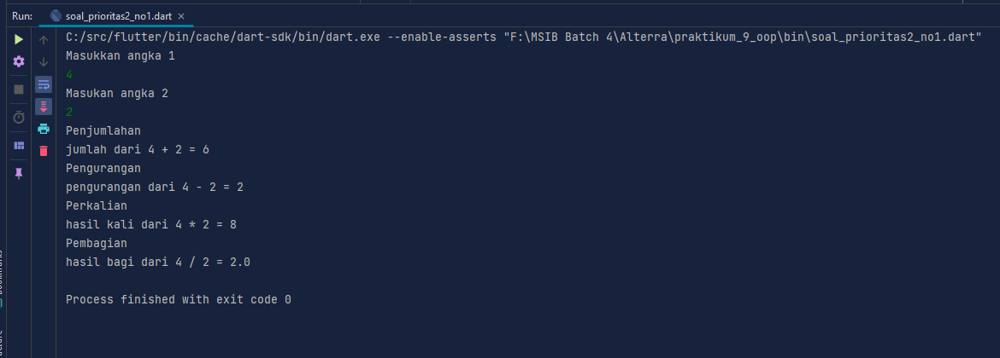 Run: soal_prioritas2_no1.dart ×
C:/src/flutter/bin/cache/dart-sdk/bin/dart.exe --enable-asserts "F:\MSIB Batch 4\Alterra\praktikum_9_oop\bin\soal_prioritas2_no1.dart"
Masukkan angka 1
4
Masukan angka 2
2
Penjumlahan
jumlah dari 4 + 2 = 6
Pengurangan
pengurangan dari 4 - 2 = 2
Perkalian
hasil kali dari 4 * 2 = 8
Pembagian
hasil bagi dari 4 / 2 = 2.0
Process finished with exit code 0